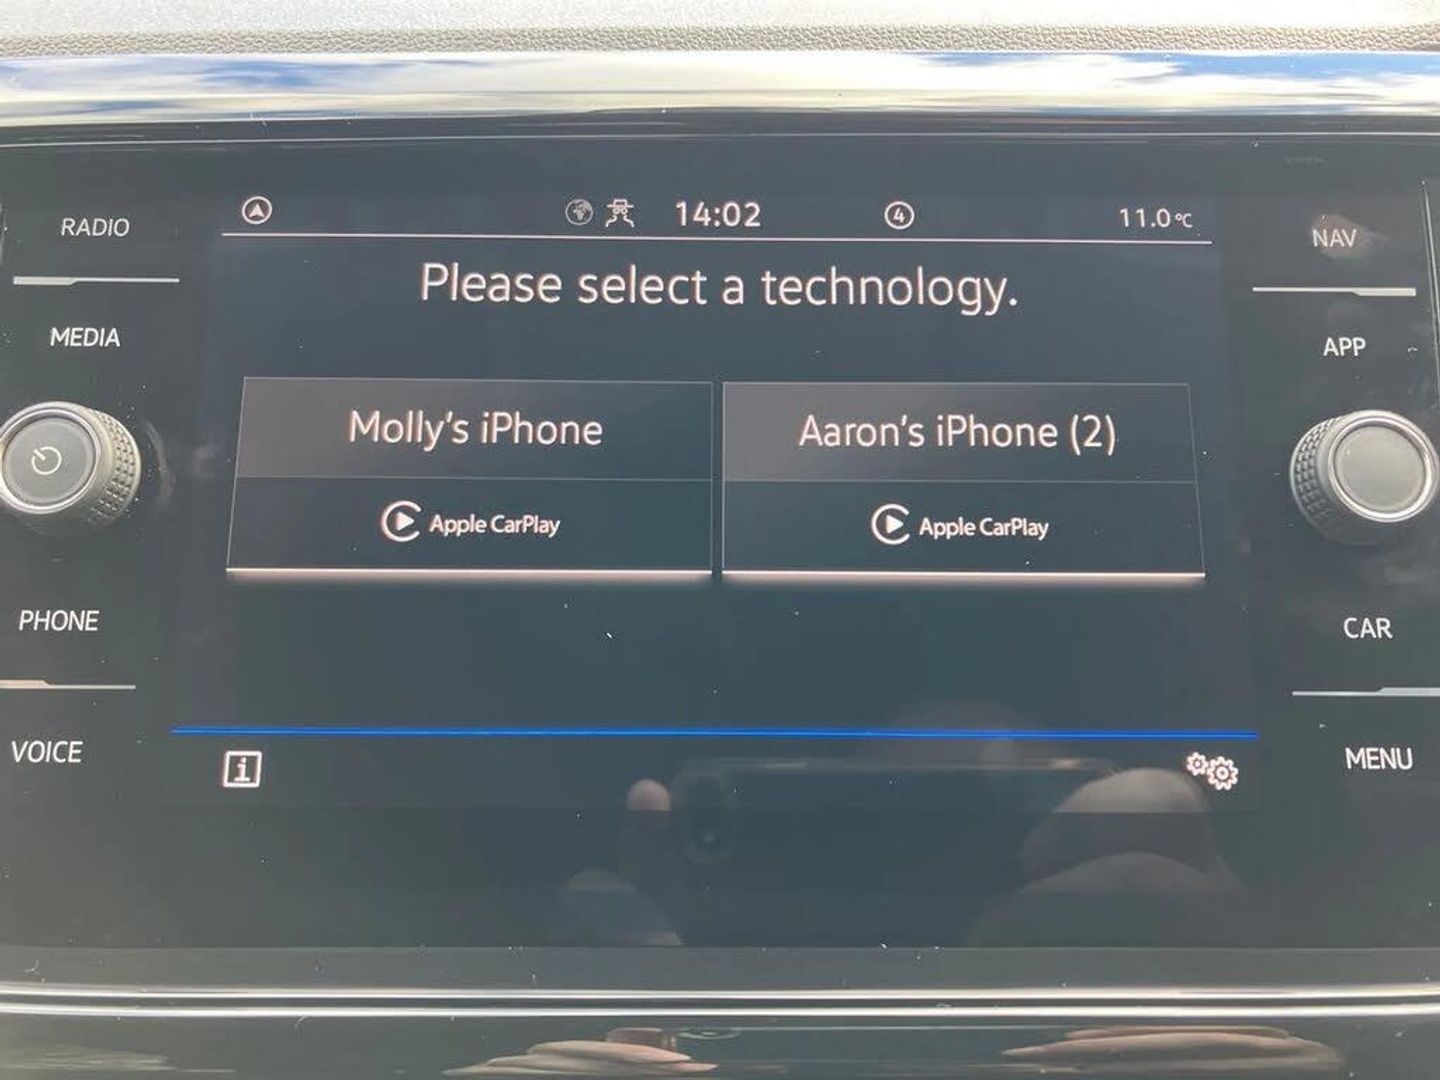 RADIO
14:02
4
11.0 °C
NAV
Please select a technology.
MEDIA
APP
Molly's iPhone
Aaron's iPhone (2)
Apple CarPlay
Apple CarPlay
PHONE
CAR
VOICE
i
MENU